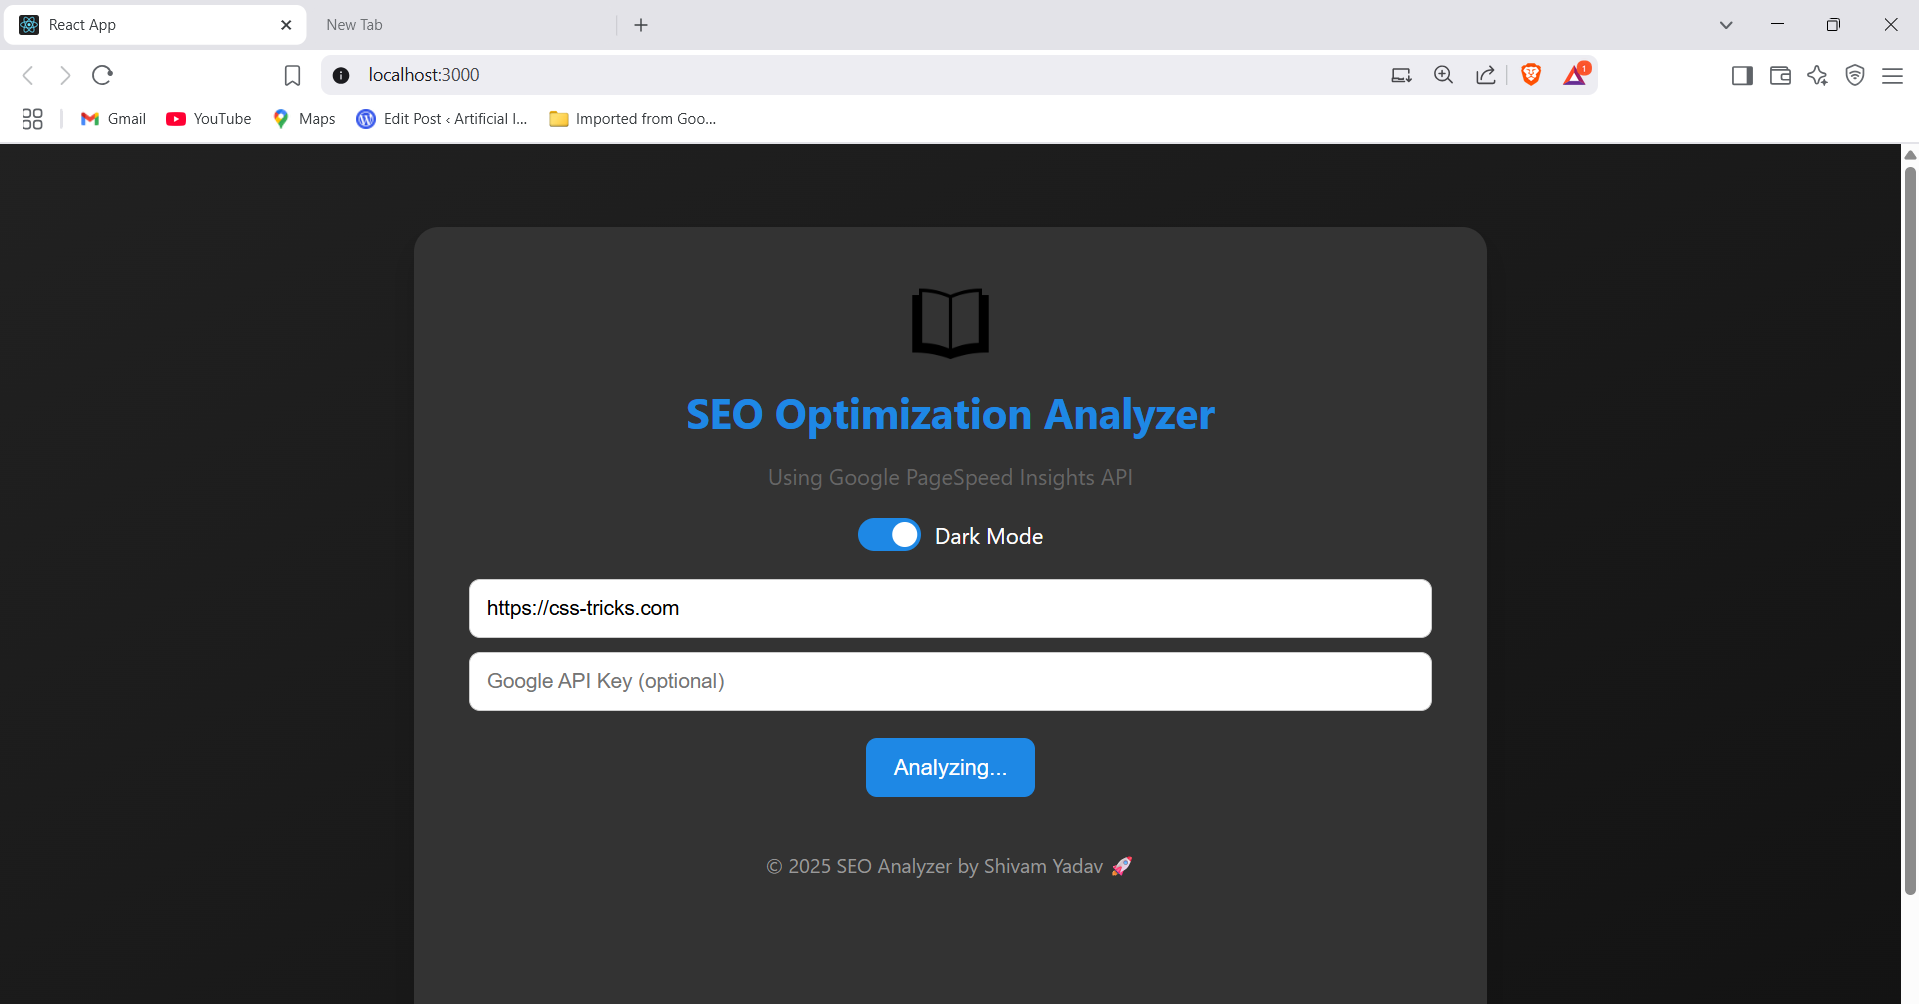 React App
New Tab
localhost:3000
1
Gmail
YouTube
Maps
Edit Post ‹ Artificial I...
Imported from Goo...
SEO Optimization Analyzer
Using Google PageSpeed Insights API
Dark Mode
https://css-tricks.com
Google API Key (optional)
Analyzing...
© 2025 SEO Analyzer by Shivam Yadav 🚀